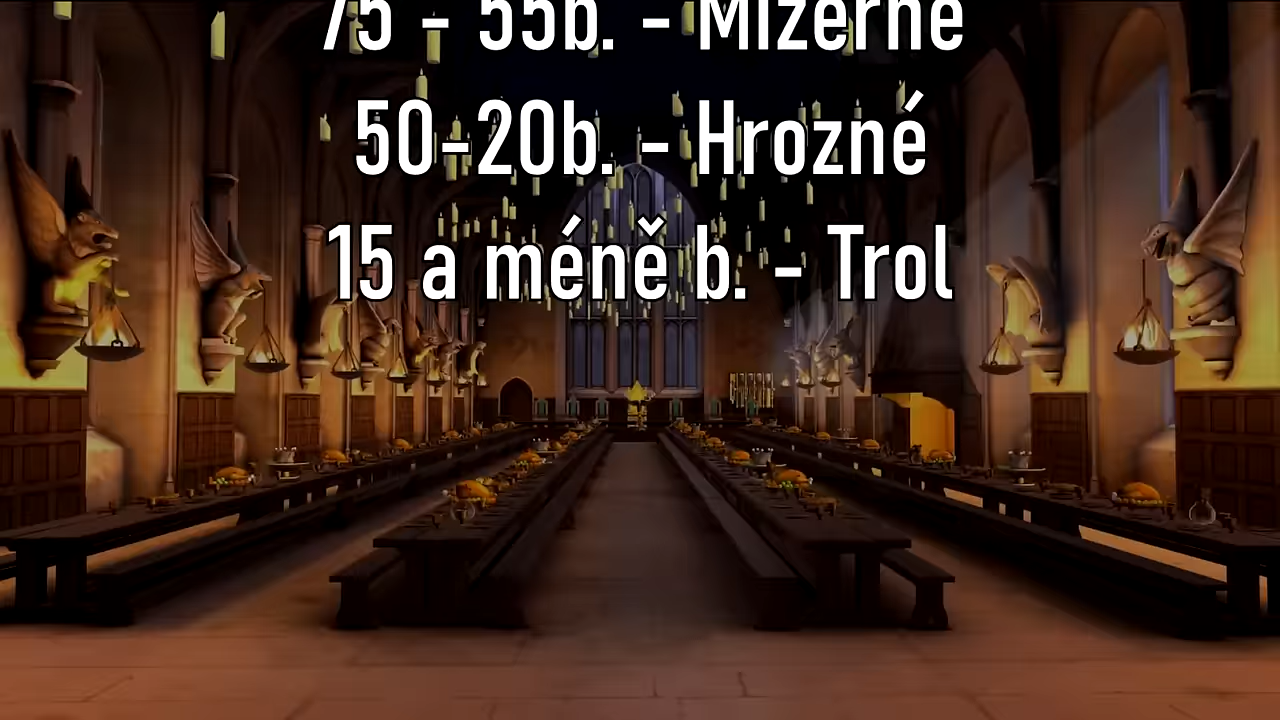 75 - 55b. - Mizerné
50-20b. - Hrozné
15 a méně b. - Trol